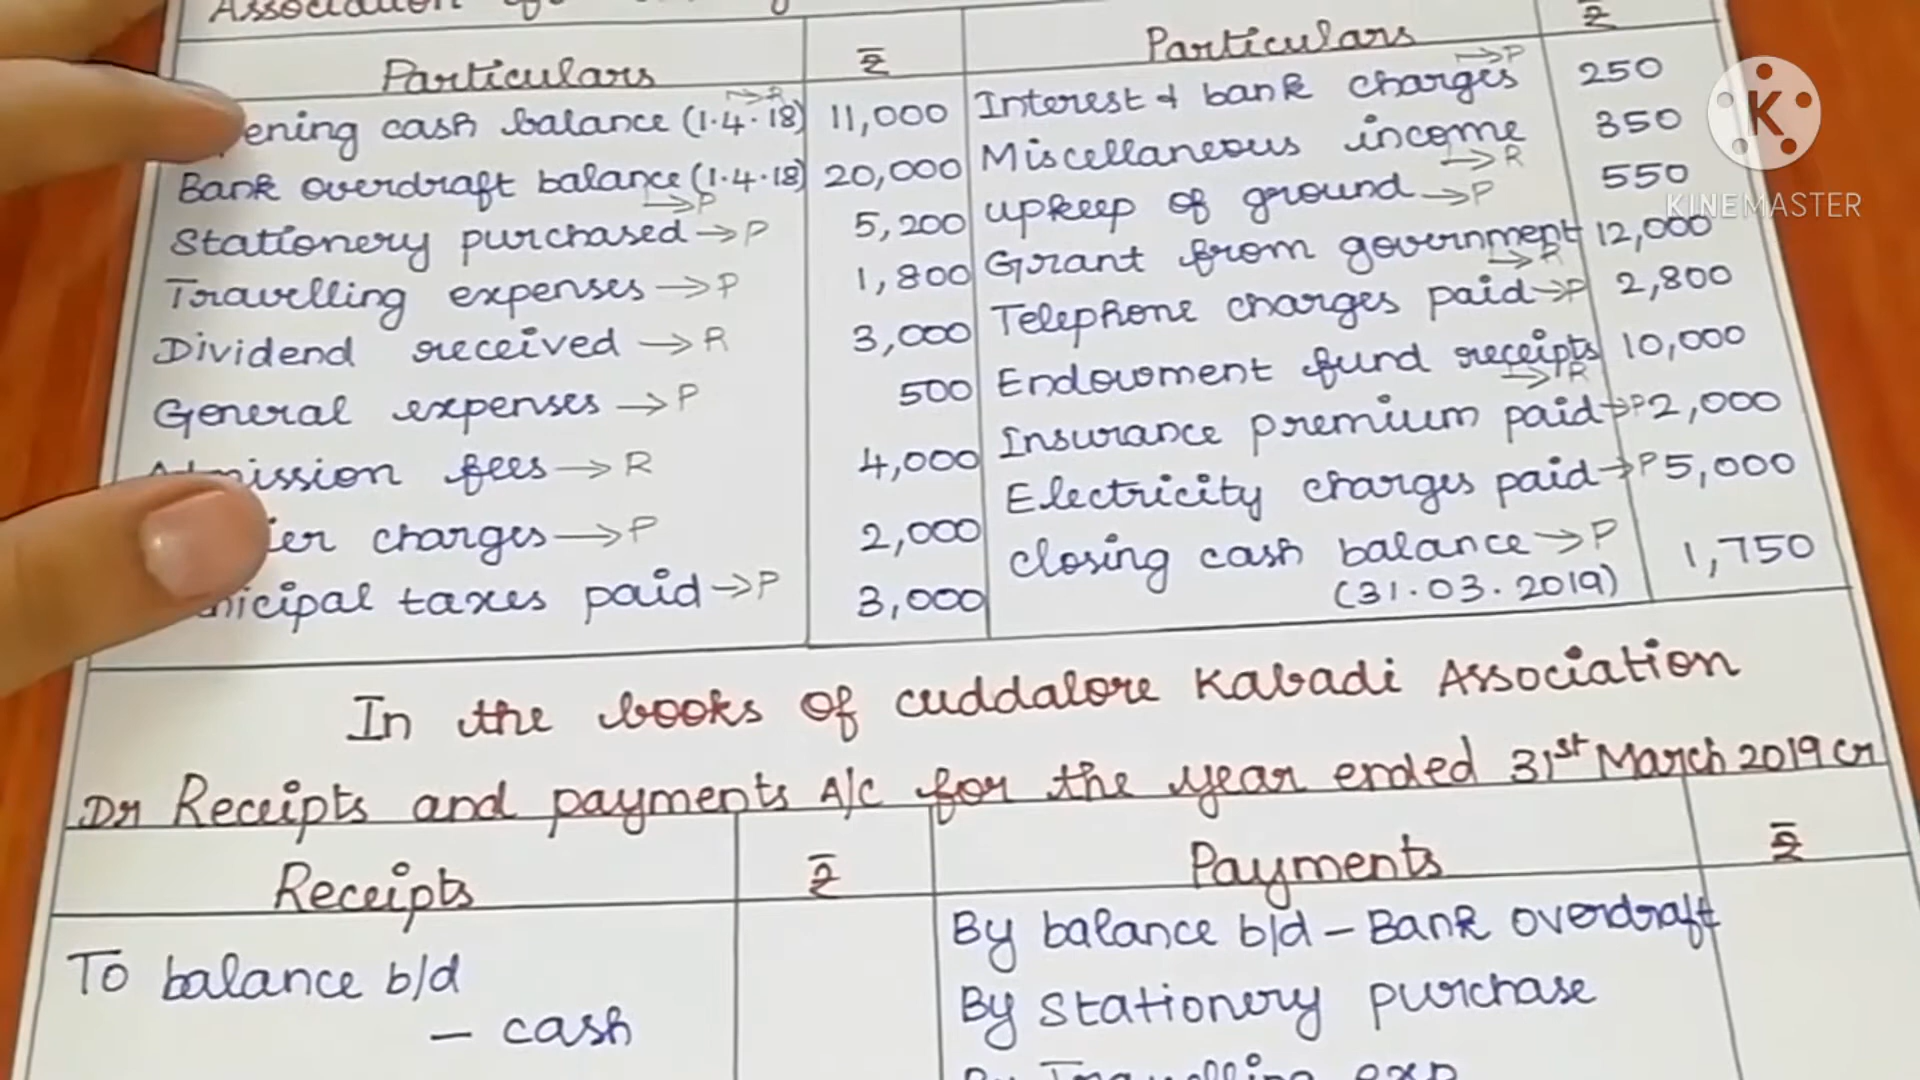 Association
Particulars ₹ Particulars ₹
ening cash balance (1.4.18) →R 11,000 Interest & bank charges →P 250
Bank overdraft balance (1.4.18) →P 20,000 Miscellaneous income →R 350
Stationery purchased →P 5,200 upkeep of ground →P 550
Travelling expenses →P 1,800 Grant from government →R 12,000
Dividend received →R 3,000 Telephone charges paid →P 2,800
General expenses →P 500 Endowment fund receipts →R 10,000
ission fees →R 4,000 Insurance premium paid →P 2,000
ier charges →P 2,000 Electricity charges paid →P 5,000
nicipal taxes paid →P 3,000 closing cash balance →P (31.03.2019) 1,750
In the books of cuddalore Kabadi Association
Dr Receipts and payments A/c for the year ended 31st March 2019 Cr
Receipts ₹ Payments ₹
To balance b/d By balance b/d - Bank overdraft
- cash By stationery purchase
K
KINEMASTER